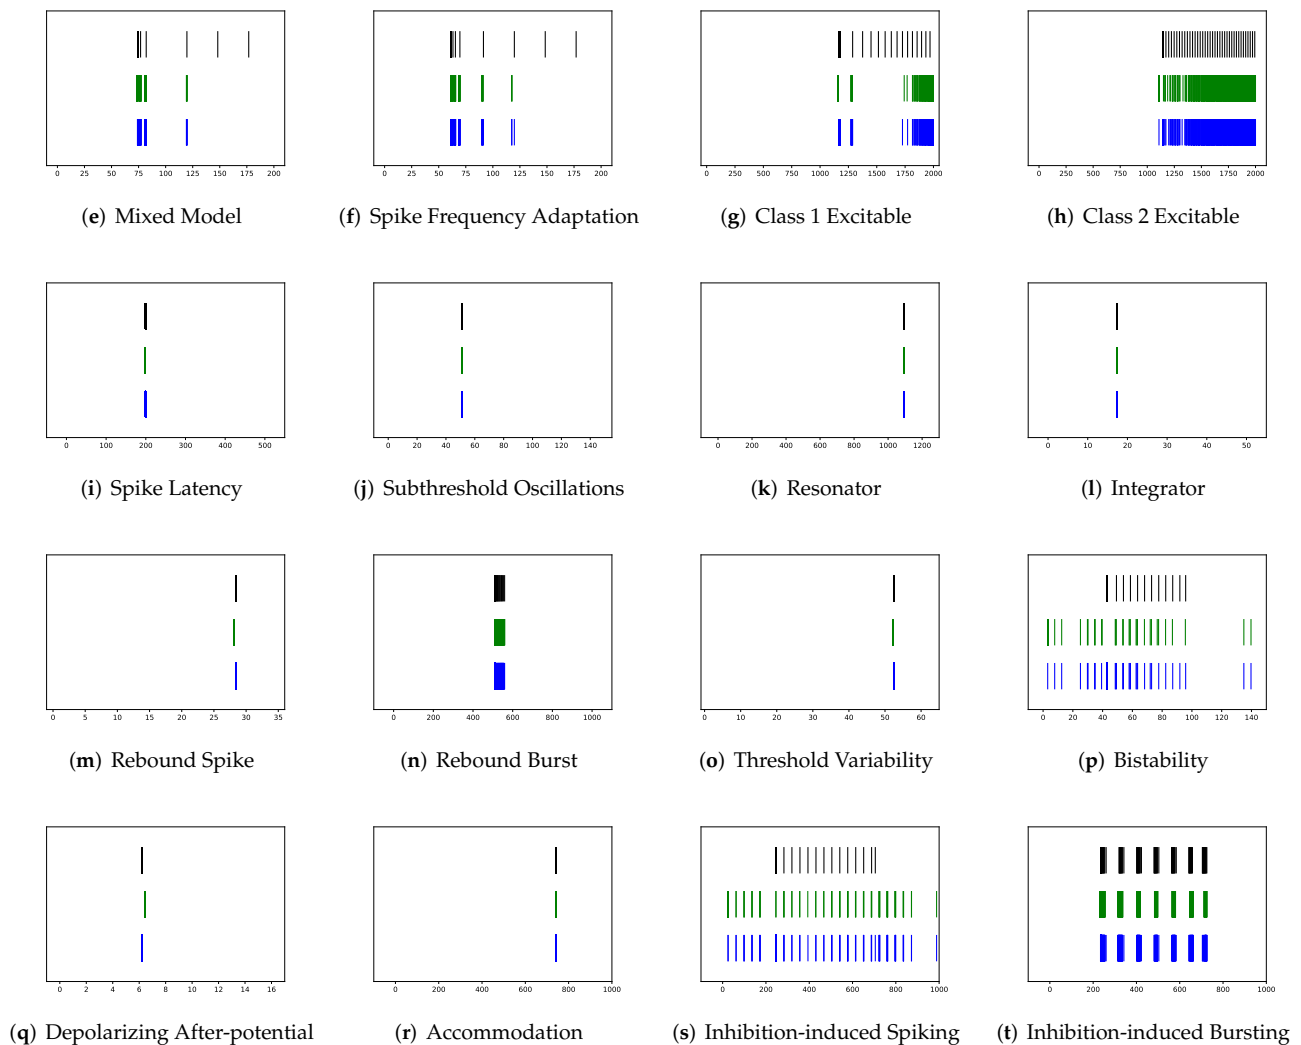 0 25 50 75 100 125 150 175 200
0 25 50 75 100 125 150 175 200
0 250 500 750 1000 1250 1500 1750 2000
0 250 500 750 1000 1250 1500 1750 2000
(e) Mixed Model
(f) Spike Frequency Adaptation
(g) Class 1 Excitable
(h) Class 2 Excitable
0 100 200 300 400 500
0 20 40 60 80 100 120 140
0 200 400 600 800 1000 1200
0 10 20 30 40 50
(i) Spike Latency
(j) Subthreshold Oscillations
(k) Resonator
(l) Integrator
0 5 10 15 20 25 30 35
0 200 400 600 800 1000
0 10 20 30 40 50 60
0 20 40 60 80 100 120 140
(m) Rebound Spike
(n) Rebound Burst
(o) Threshold Variability
(p) Bistability
0 2 4 6 8 10 12 14 16
0 200 400 600 800 1000
0 200 400 600 800 1000
0 200 400 600 800 1000
(q) Depolarizing After-potential
(r) Accommodation
(s) Inhibition-induced Spiking
(t) Inhibition-induced Bursting